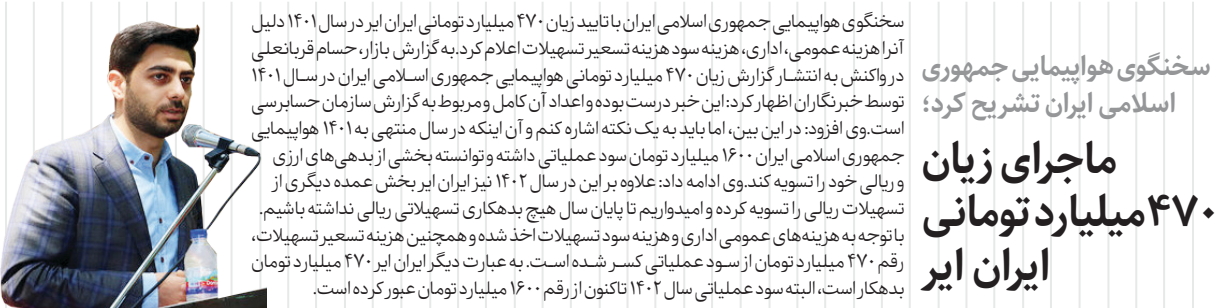 سخنگوی هواپیمایی جمهوری
اسلامی ایران تشریح کرد؛
ماجرای زیان
۴۷۰ میلیارد تومانی
ایران ایر
سخنگوی هواپیمایی جمهوری اسلامی ایران با تایید زیان ۴۷۰ میلیارد تومانی ایران ایر در سال ۱۴۰۱ دلیل
آن را هزینه عمومی، اداری، هزینه سود هزینه تسعیر تسهیلات اعلام کرد.به گزارش بازار، حسام قربانعلی
در واکنش به انتشار گزارش زیان ۴۷۰ میلیارد تومانی هواپیمایی جمهوری اسلامی ایران در سال ۱۴۰۱
توسط خبرنگاران اظهار کرد: این خبر درست بوده و اعداد آن کامل و مربوط به گزارش سازمان حسابرسی
است.وی افزود: در این بین، اما باید به یک نکته اشاره کنم و آن اینکه در سال منتهی به ۱۴۰۱ هواپیمایی
جمهوری اسلامی ایران ۱۶۰۰ میلیارد تومان سود عملیاتی داشته و توانسته بخشی از بدهی‌های ارزی
و ریالی خود را تسویه کند.وی ادامه داد: علاوه بر این در سال ۱۴۰۲ نیز ایران ایر بخش عمده دیگری از
تسهیلات ریالی را تسویه کرده و امیدواریم تا پایان سال هیچ بدهکاری تسهیلاتی ریالی نداشته باشیم.
با توجه به هزینه‌های عمومی اداری و هزینه سود تسهیلات اخذ شده و همچنین هزینه تسعیر تسهیلات،
رقم ۴۷۰ میلیارد تومان از سود عملیاتی کسر شده است. به عبارت دیگر ایران ایر ۴۷۰ میلیارد تومان
بدهکار است، البته سود عملیاتی سال ۱۴۰۲ تاکنون از رقم ۱۶۰۰ میلیارد تومان عبور کرده است.